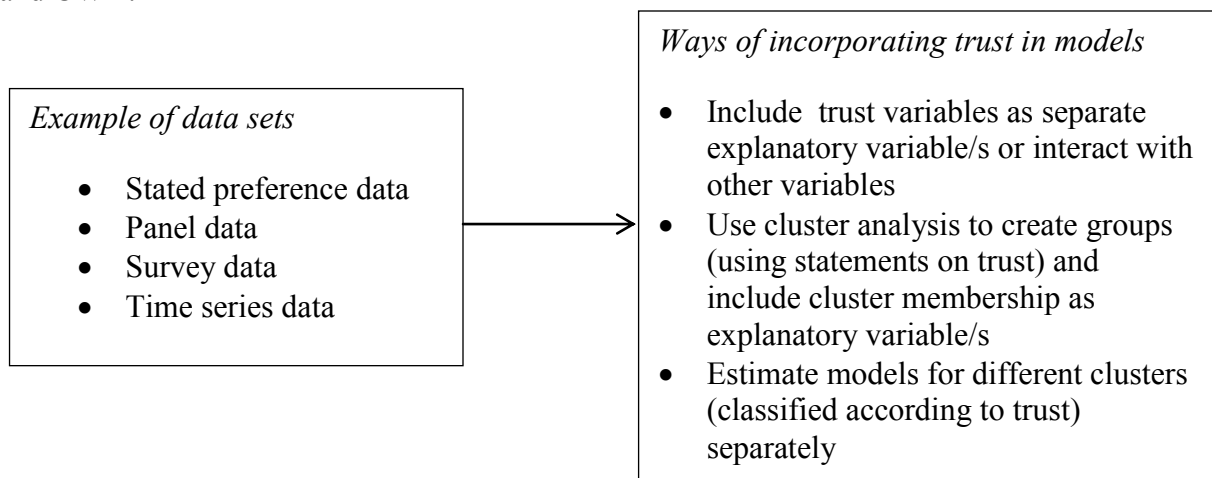 Example of data sets
• Stated preference data
• Panel data
• Survey data
• Time series data
Ways of incorporating trust in models
• Include trust variables as separate
explanatory variable/s or interact with
other variables
• Use cluster analysis to create groups
(using statements on trust) and
include cluster membership as
explanatory variable/s
• Estimate models for different clusters
(classified according to trust)
separately